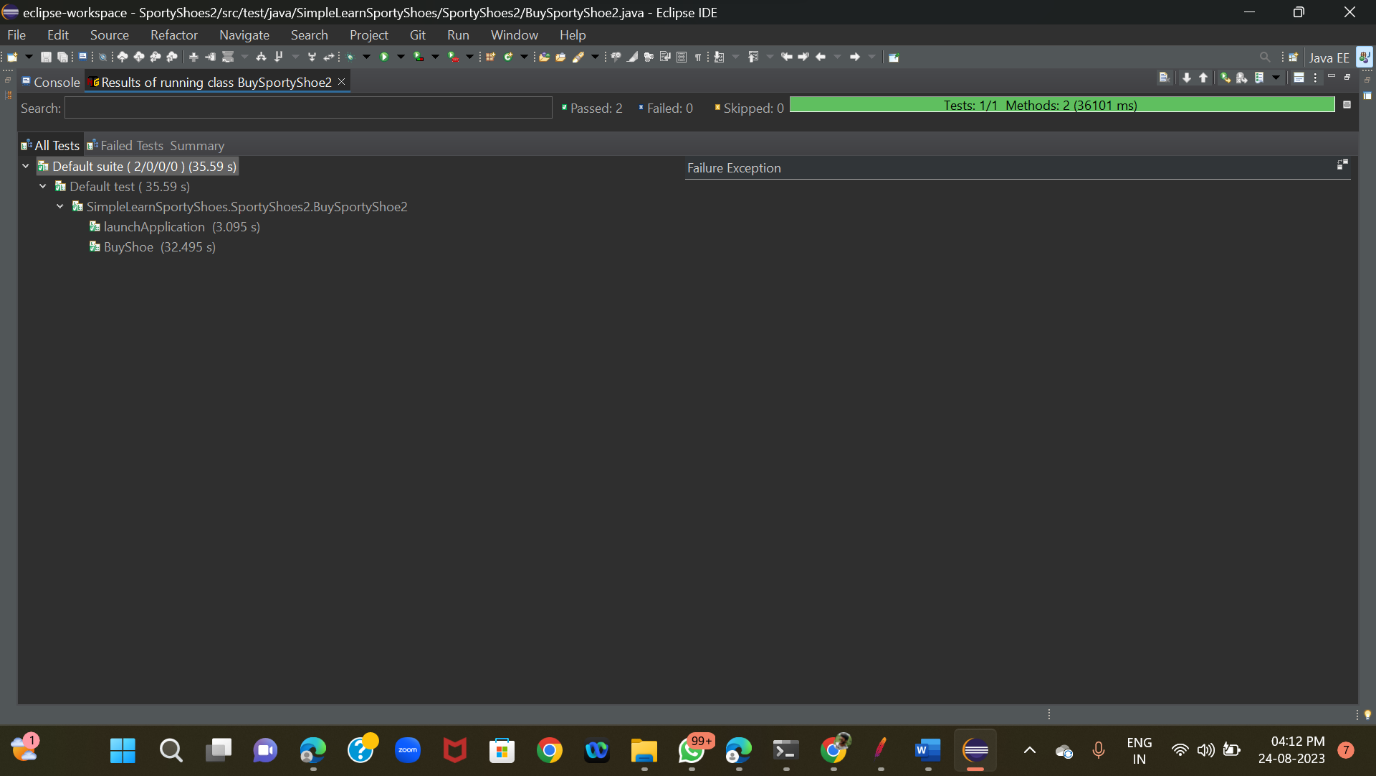 eclipse-workspace - SportyShoes2/src/test/java/SimpleLearnSportyShoes/SportyShoes2/BuySportyShoe2.java - Eclipse IDE
File Edit Source Refactor Navigate Search Project Git Run Window Help
Java EE
Console Results of running class BuySportyShoe2
Search: Passed: 2 Failed: 0 Skipped: 0 Tests: 1/1 Methods: 2 (36101 ms)
All Tests Failed Tests Summary
Default suite ( 2/0/0/0 ) (35.59 s) Failure Exception
Default test ( 35.59 s)
SimpleLearnSportyShoes.SportyShoes2.BuySportyShoe2
launchApplication (3.095 s)
BuyShoe (32.495 s)
1 zoom 99+ W ENG 04:12 PM 7
IN 24-08-2023